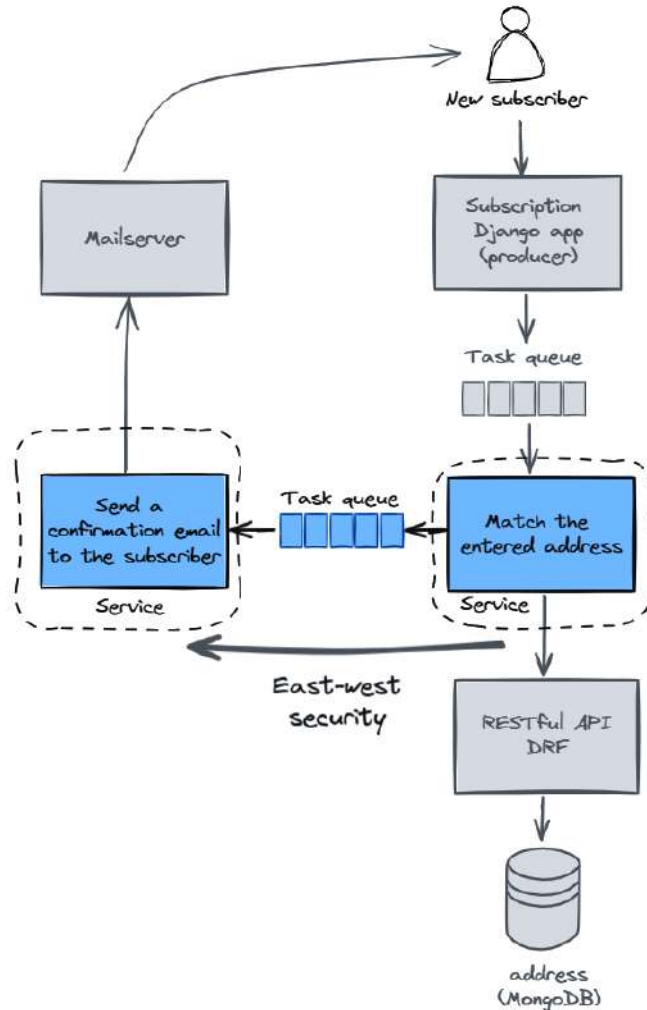 New subscriber
Mailserver
Subscription
Django app
(producer)
Task queue
Send a
confirmation email
to the subscriber
Service
Task queue
Match the
entered address
Service
East-west
security
RESTful API
DRF
address
(MongoDB)